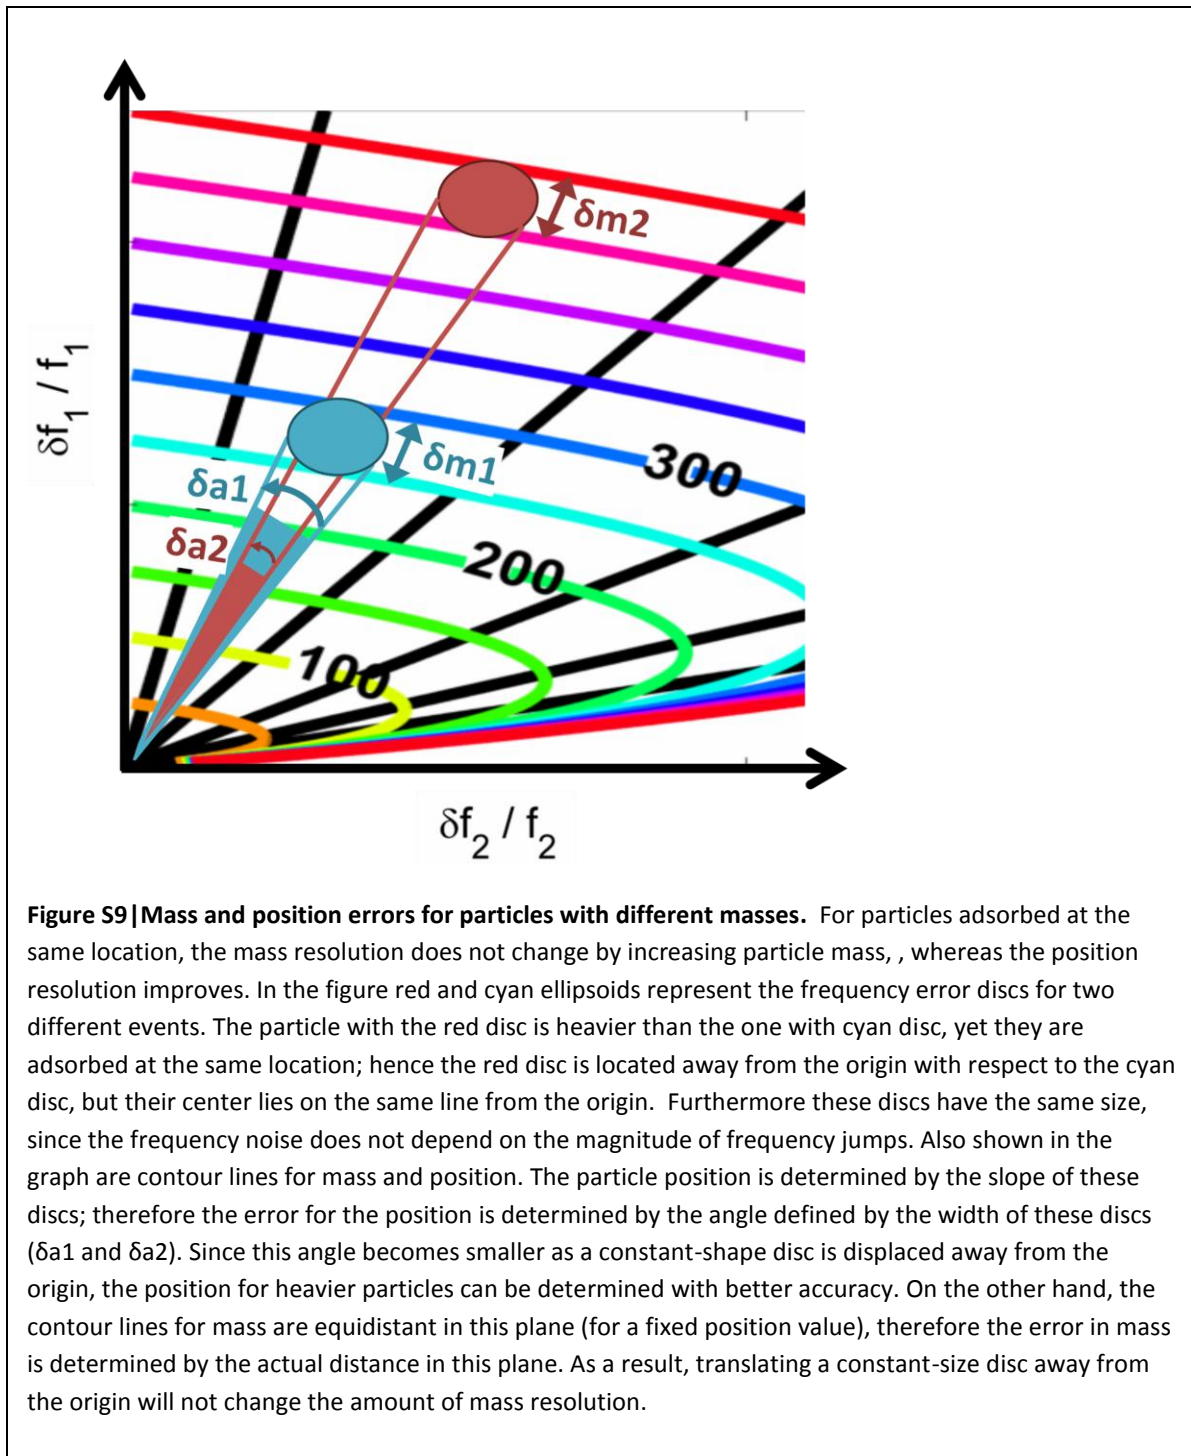 δf1 / f1
δm2
300
δm1
δa1
δa2
200
100
δf2 / f2
Figure S9|Mass and position errors for particles with different masses. For particles adsorbed at the
same location, the mass resolution does not change by increasing particle mass, , whereas the position
resolution improves. In the figure red and cyan ellipsoids represent the frequency error discs for two
different events. The particle with the red disc is heavier than the one with cyan disc, yet they are
adsorbed at the same location; hence the red disc is located away from the origin with respect to the cyan
disc, but their center lies on the same line from the origin. Furthermore these discs have the same size,
since the frequency noise does not depend on the magnitude of frequency jumps. Also shown in the
graph are contour lines for mass and position. The particle position is determined by the slope of these
discs; therefore the error for the position is determined by the angle defined by the width of these discs
(δa1 and δa2). Since this angle becomes smaller as a constant-shape disc is displaced away from the
origin, the position for heavier particles can be determined with better accuracy. On the other hand, the
contour lines for mass are equidistant in this plane (for a fixed position value), therefore the error in mass
is determined by the actual distance in this plane. As a result, translating a constant-size disc away from
the origin will not change the amount of mass resolution.